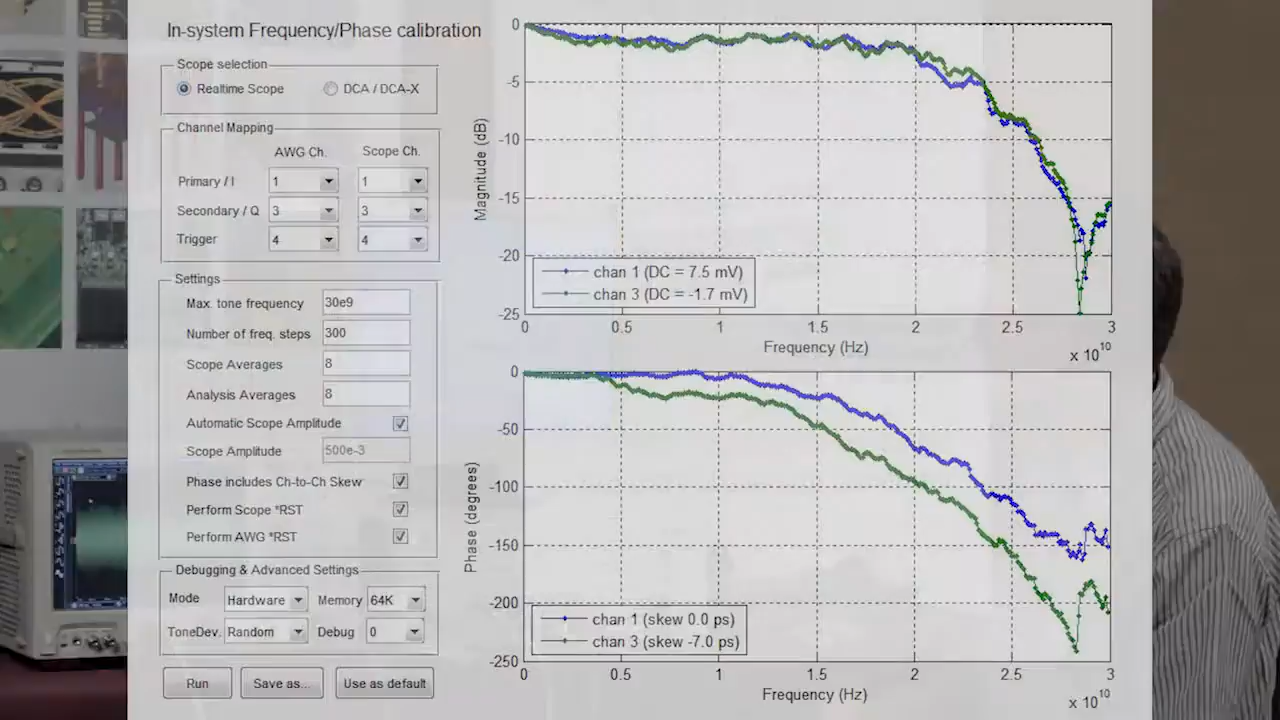 In-system Frequency/Phase calibration
Scope selection
Realtime Scope DCA / DCA-X
Channel Mapping
AWG Ch. Scope Ch.
Primary / I 1 1
Secondary / Q 3 3
Trigger 4 4
Settings
Max. tone frequency 30e9
Number of freq. steps 300
Scope Averages 8
Analysis Averages 8
Automatic Scope Amplitude
Scope Amplitude 500e-3
Phase includes Ch-to-Ch Skew
Perform Scope *RST
Perform AWG *RST
Debugging & Advanced Settings
Mode Hardware Memory 64K
ToneDev. Random Debug 0
Run Save as... Use as default
0
-5
-10
-15
-20
-25
Magnitude (dB)
chan 1 (DC = 7.5 mV)
chan 3 (DC = -1.7 mV)
0 0.5 1 1.5 2 2.5 3
Frequency (Hz)
x 10^10
0
-50
-100
-150
-200
-250
Phase (degrees)
chan 1 (skew 0.0 ps)
chan 3 (skew -7.0 ps)
0 0.5 1 1.5 2 2.5 3
Frequency (Hz)
x 10^10